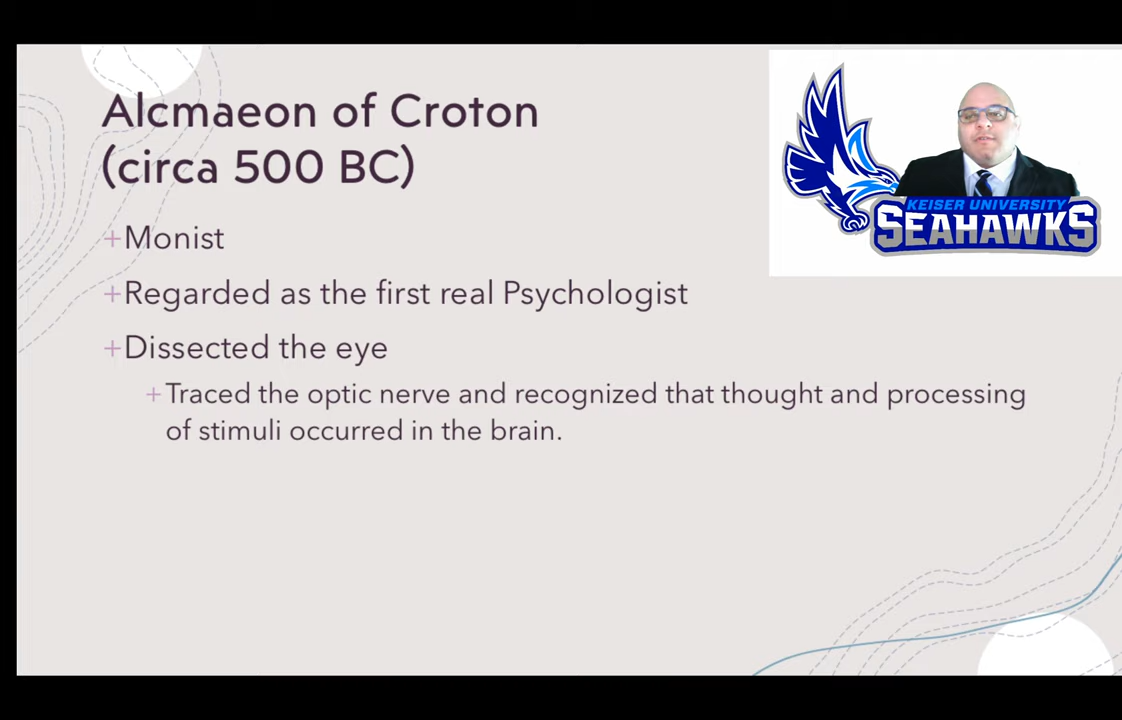 Alcmaeon of Croton
(circa 500 BC)
+Monist
+Regarded as the first real Psychologist
+Dissected the eye
+Traced the optic nerve and recognized that thought and processing
of stimuli occurred in the brain.
KEISER UNIVERSITY
SEAHAWKS